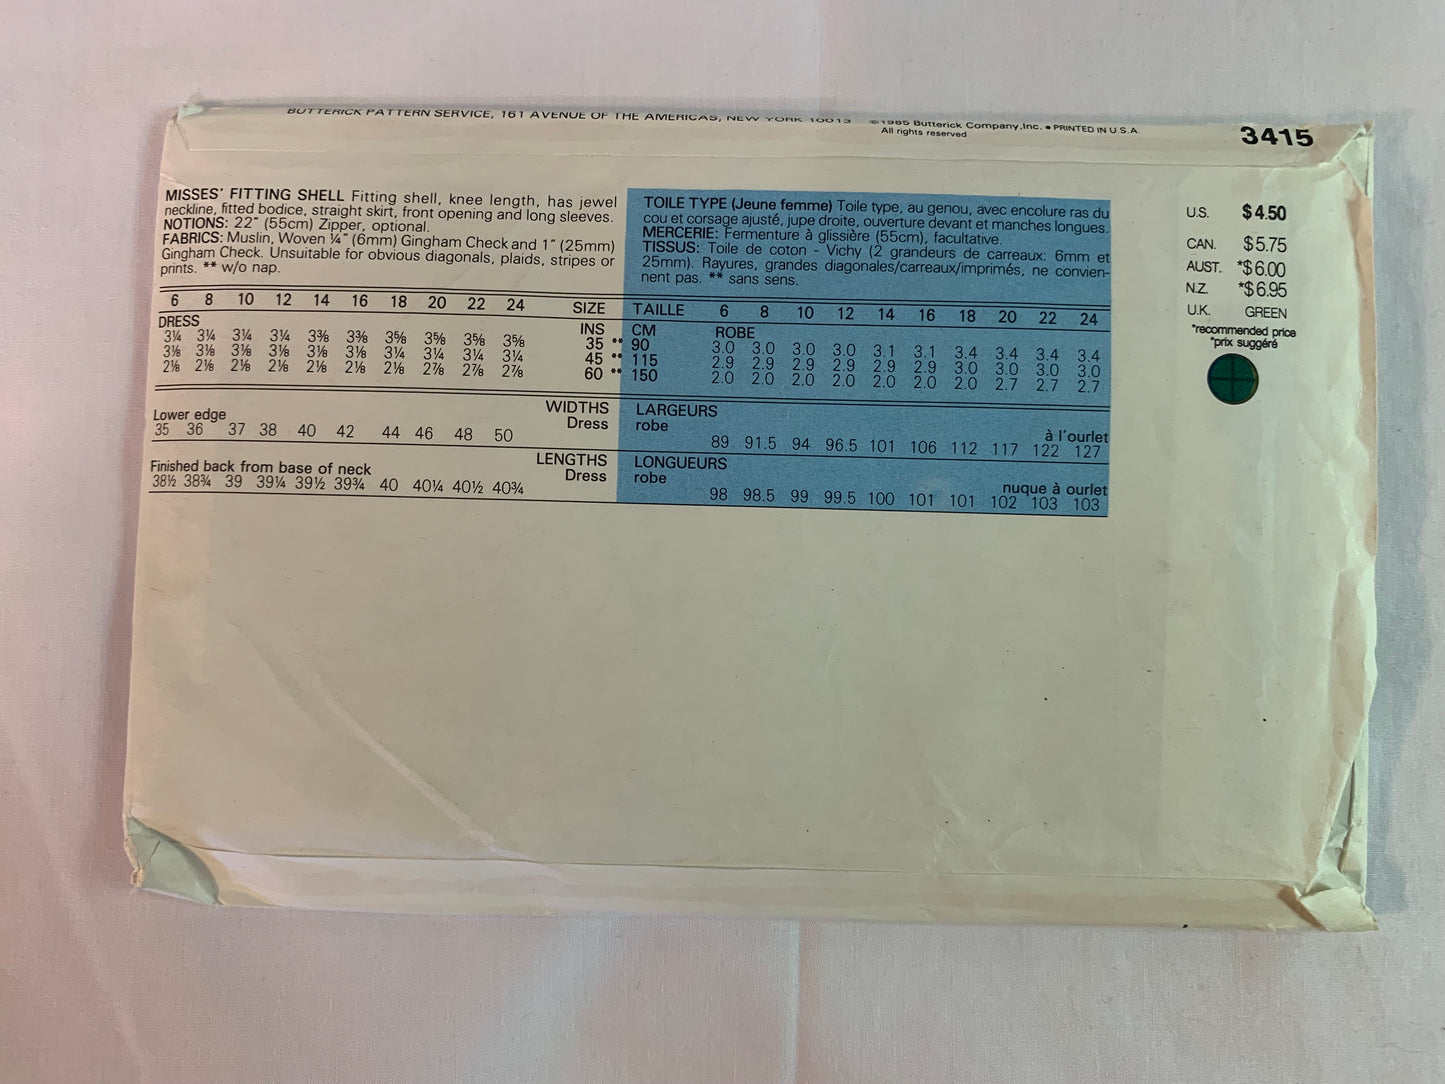 BUTTERICK PATTERN SERVICE, 161 AVENUE OF THE AMERICAS, NEW YORK 10013 ©1985 Butterick Company, Inc. • PRINTED IN U.S.A.
All rights reserved
3415
MISSES' FITTING SHELL Fitting shell, knee length, has jewel
neckline, fitted bodice, straight skirt, front opening and long sleeves.
NOTIONS: 22" (55cm) Zipper, optional.
FABRICS: Muslin, Woven ¼" (6mm) Gingham Check and 1" (25mm)
Gingham Check. Unsuitable for obvious diagonals, plaids, stripes or
prints. ** w/o nap.
6 8 10 12 14 16 18 20 22 24 SIZE
DRESS INS
3¼ 3¼ 3¼ 3¼ 3⅜ 3⅜ 3⅝ 3⅝ 3⅝ 3⅝ 35 **
3⅛ 3⅛ 3⅛ 3⅛ 3⅛ 3⅛ 3¼ 3¼ 3¼ 3¼ 45 **
2⅛ 2⅛ 2⅛ 2⅛ 2⅛ 2⅛ 2⅛ 2⅞ 2⅞ 2⅞ 60 **
WIDTHS
Lower edge Dress
35 36 37 38 40 42 44 46 48 50
LENGTHS
Finished back from base of neck Dress
38½ 38¾ 39 39¼ 39½ 39¾ 40 40¼ 40½ 40¾
TOILE TYPE (Jeune femme) Toile type, au genou, avec encolure ras du
cou et corsage ajusté, jupe droite, ouverture devant et manches longues.
MERCERIE: Fermenture à glissière (55cm), facultative.
TISSUS: Toile de coton - Vichy (2 grandeurs de carreaux: 6mm et
25mm). Rayures, grandes diagonales/carreaux/imprimés, ne convien-
nent pas. ** sans sens.
TAILLE 6 8 10 12 14 16 18 20 22 24
CM ROBE
90 3.0 3.0 3.0 3.0 3.1 3.1 3.4 3.4 3.4 3.4
115 2.9 2.9 2.9 2.9 2.9 2.9 3.0 3.0 3.0 3.0
150 2.0 2.0 2.0 2.0 2.0 2.0 2.0 2.7 2.7 2.7
LARGEURS
robe à l'ourlet
89 91.5 94 96.5 101 106 112 117 122 127
LONGUEURS
robe nuque à ourlet
98 98.5 99 99.5 100 101 101 102 103 103
U.S. $4.50
CAN. $5.75
AUST. *$6.00
N.Z. *$6.95
U.K. GREEN
*recommended price
*prix suggéré